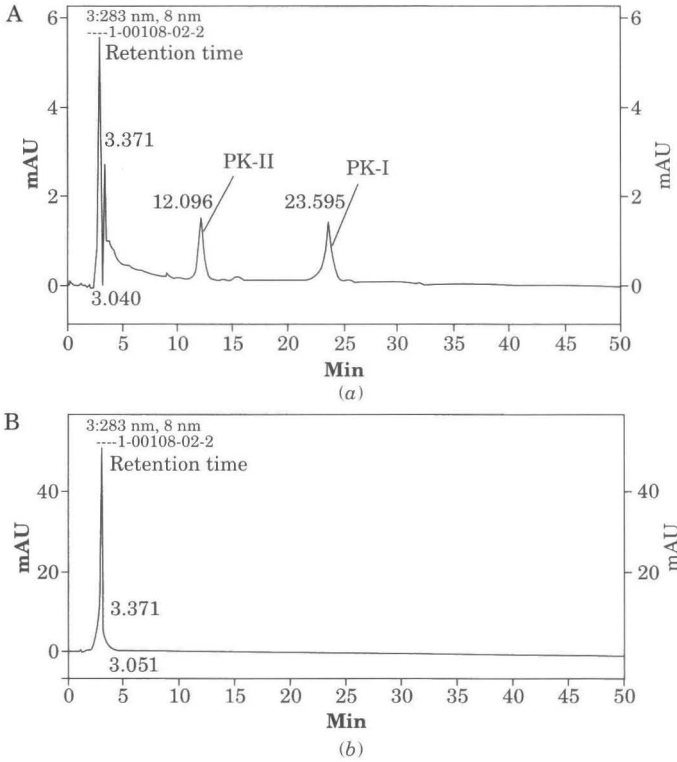 A
3:283 nm, 8 nm
----1-00108-02-2
Retention time
6
4
2
0
mAU
6
4
2
0
mAU
3.371
3.040
12.096
PK-II
23.595
PK-I
0 5 10 15 20 25 30 35 40 45 50
Min
(a)
B
3:283 nm, 8 nm
----1-00108-02-2
Retention time
40
20
0
mAU
40
20
0
mAU
3.371
3.051
0 5 10 15 20 25 30 35 40 45 50
Min
(b)